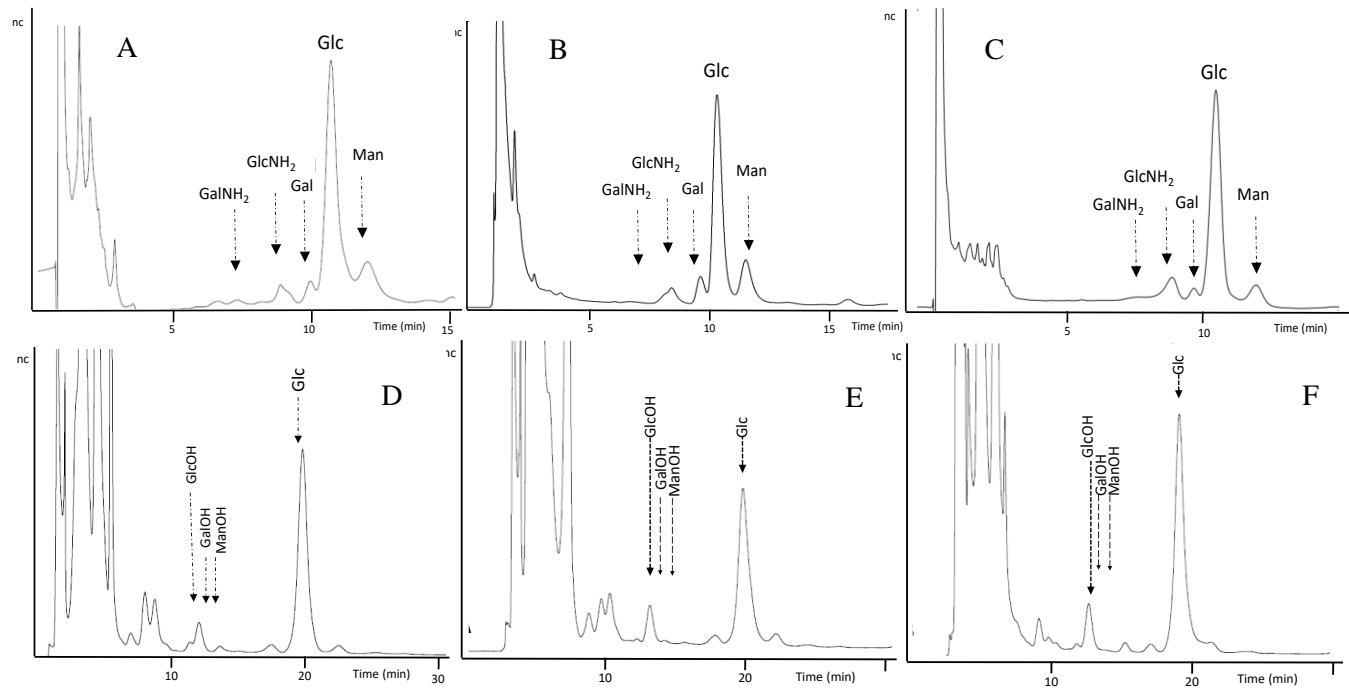 nc
A
Glc
GlcNH₂
Man
GalNH₂
Gal
5
10
15
Time (min)
nc
B
Glc
GlcNH₂
GalNH₂
Gal
Man
5
10
15
Time (min)
nc
C
Glc
GlcNH₂
GalNH₂
Gal
Man
5
10
Time (min)
nc
D
Glc
GlcOH
GalOH
ManOH
10
20
30
Time (min)
nc
E
GlcOH
GalOH
ManOH
Glc
10
20
Time (min)
nc
F
Glc
GlcOH
GalOH
ManOH
10
20
Time (min)